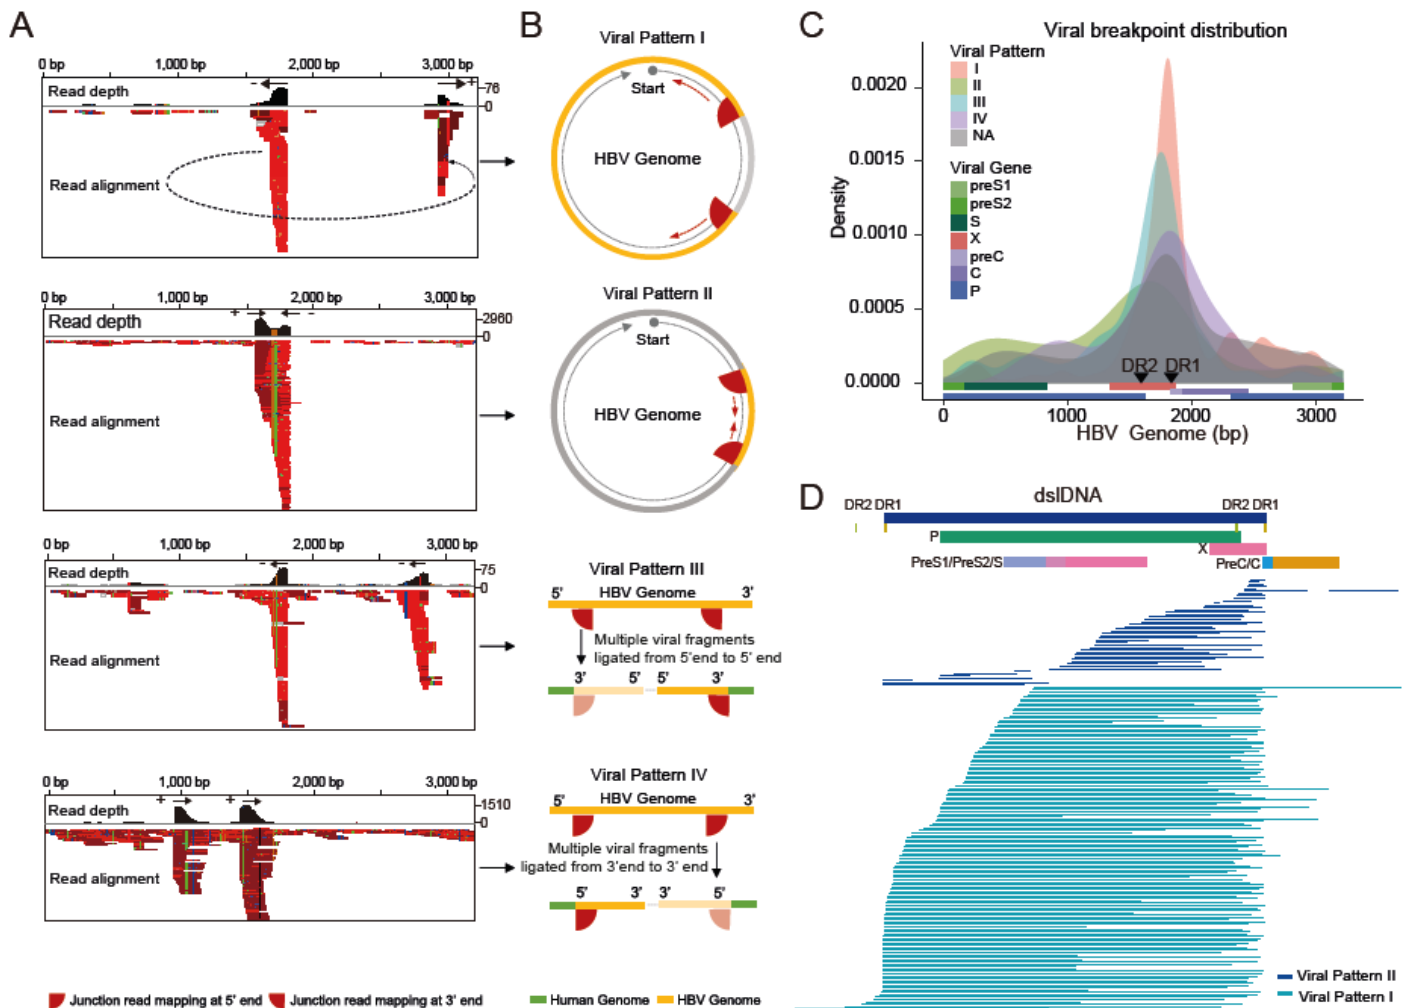 A
0 bp 1,000 bp 2,000 bp 3,000 bp
Read depth
- +
76
0
Read alignment
0 bp 1,000 bp 2,000 bp 3,000 bp
Read depth
+ -
2960
0
Read alignment
0 bp 1,000 bp 2,000 bp 3,000 bp
Read depth
- -
75
0
Read alignment
0 bp 1,000 bp 2,000 bp 3,000 bp
Read depth
+ +
1510
0
Read alignment
B
Viral Pattern I
Start
HBV Genome
Viral Pattern II
Start
HBV Genome
Viral Pattern III
5' HBV Genome 3'
Multiple viral fragments
ligated from 5'end to 5' end
3' 5' 5' 3'
Viral Pattern IV
5' HBV Genome 3'
Multiple viral fragments
ligated from 3'end to 3' end
5' 3' 3' 5'
Junction read mapping at 5' end Junction read mapping at 3' end Human Genome HBV Genome
C
Viral breakpoint distribution
Viral Pattern
I
II
III
IV
NA
Viral Gene
preS1
preS2
S
X
preC
C
P
Density
0.0020
0.0015
0.0010
0.0005
0.0000
DR2 DR1
0 1000 2000 3000
HBV Genome (bp)
D
dslDNA
DR2 DR1 DR2 DR1
P
X
PreS1/PreS2/S PreC/C
Viral Pattern II
Viral Pattern I